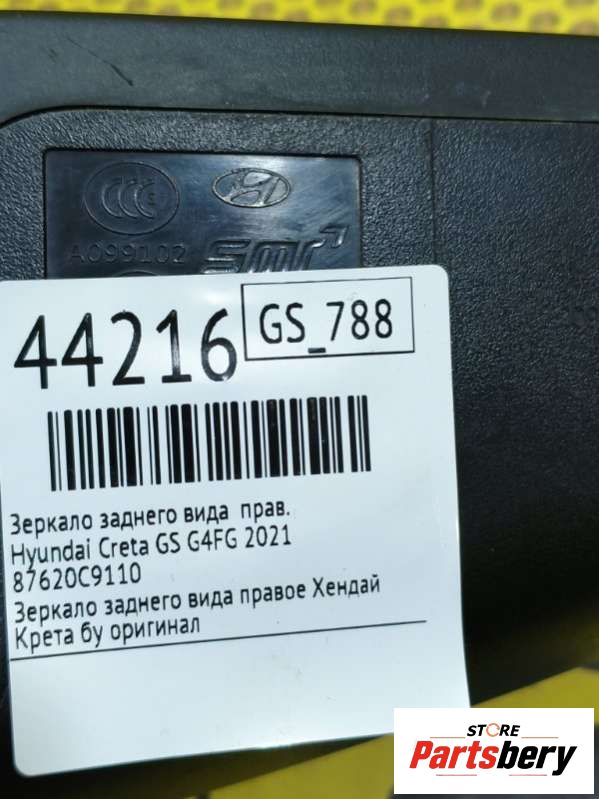 A099102
smr
44216
GS_788
Зеркало заднего вида прав.
Hyundai Creta GS G4FG 2021
87620C9110
Зеркало заднего вида правое Хендай
Крета бу оригинал
STORE
Partsbery